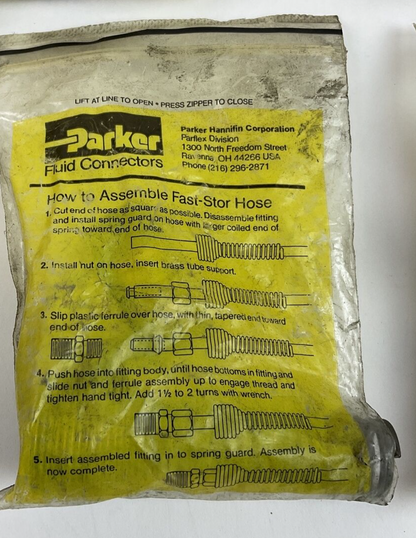 LIFT AT LINE TO OPEN • PRESS ZIPPER TO CLOSE
Parker
Fluid Connectors
Parker Hannifin Corporation
Parflex Division
1300 North Freedom Street
Ravenna, OH 44266 USA
Phone (216) 296-2871
How to Assemble Fast-Stor Hose
1. Cut end of hose as square as possible. Disassemble fitting
and install spring guard on hose with larger coiled end of
spring toward end of hose.
2. Install nut on hose, insert brass tube support.
3. Slip plastic ferrule over hose, with thin, tapered end toward
end of hose.
4. Push hose into fitting body, until hose bottoms in fitting and
slide nut and ferrule assembly up to engage thread and
tighten hand tight. Add 1½ to 2 turns with wrench.
5. Insert assembled fitting in to spring guard. Assembly is
now complete.